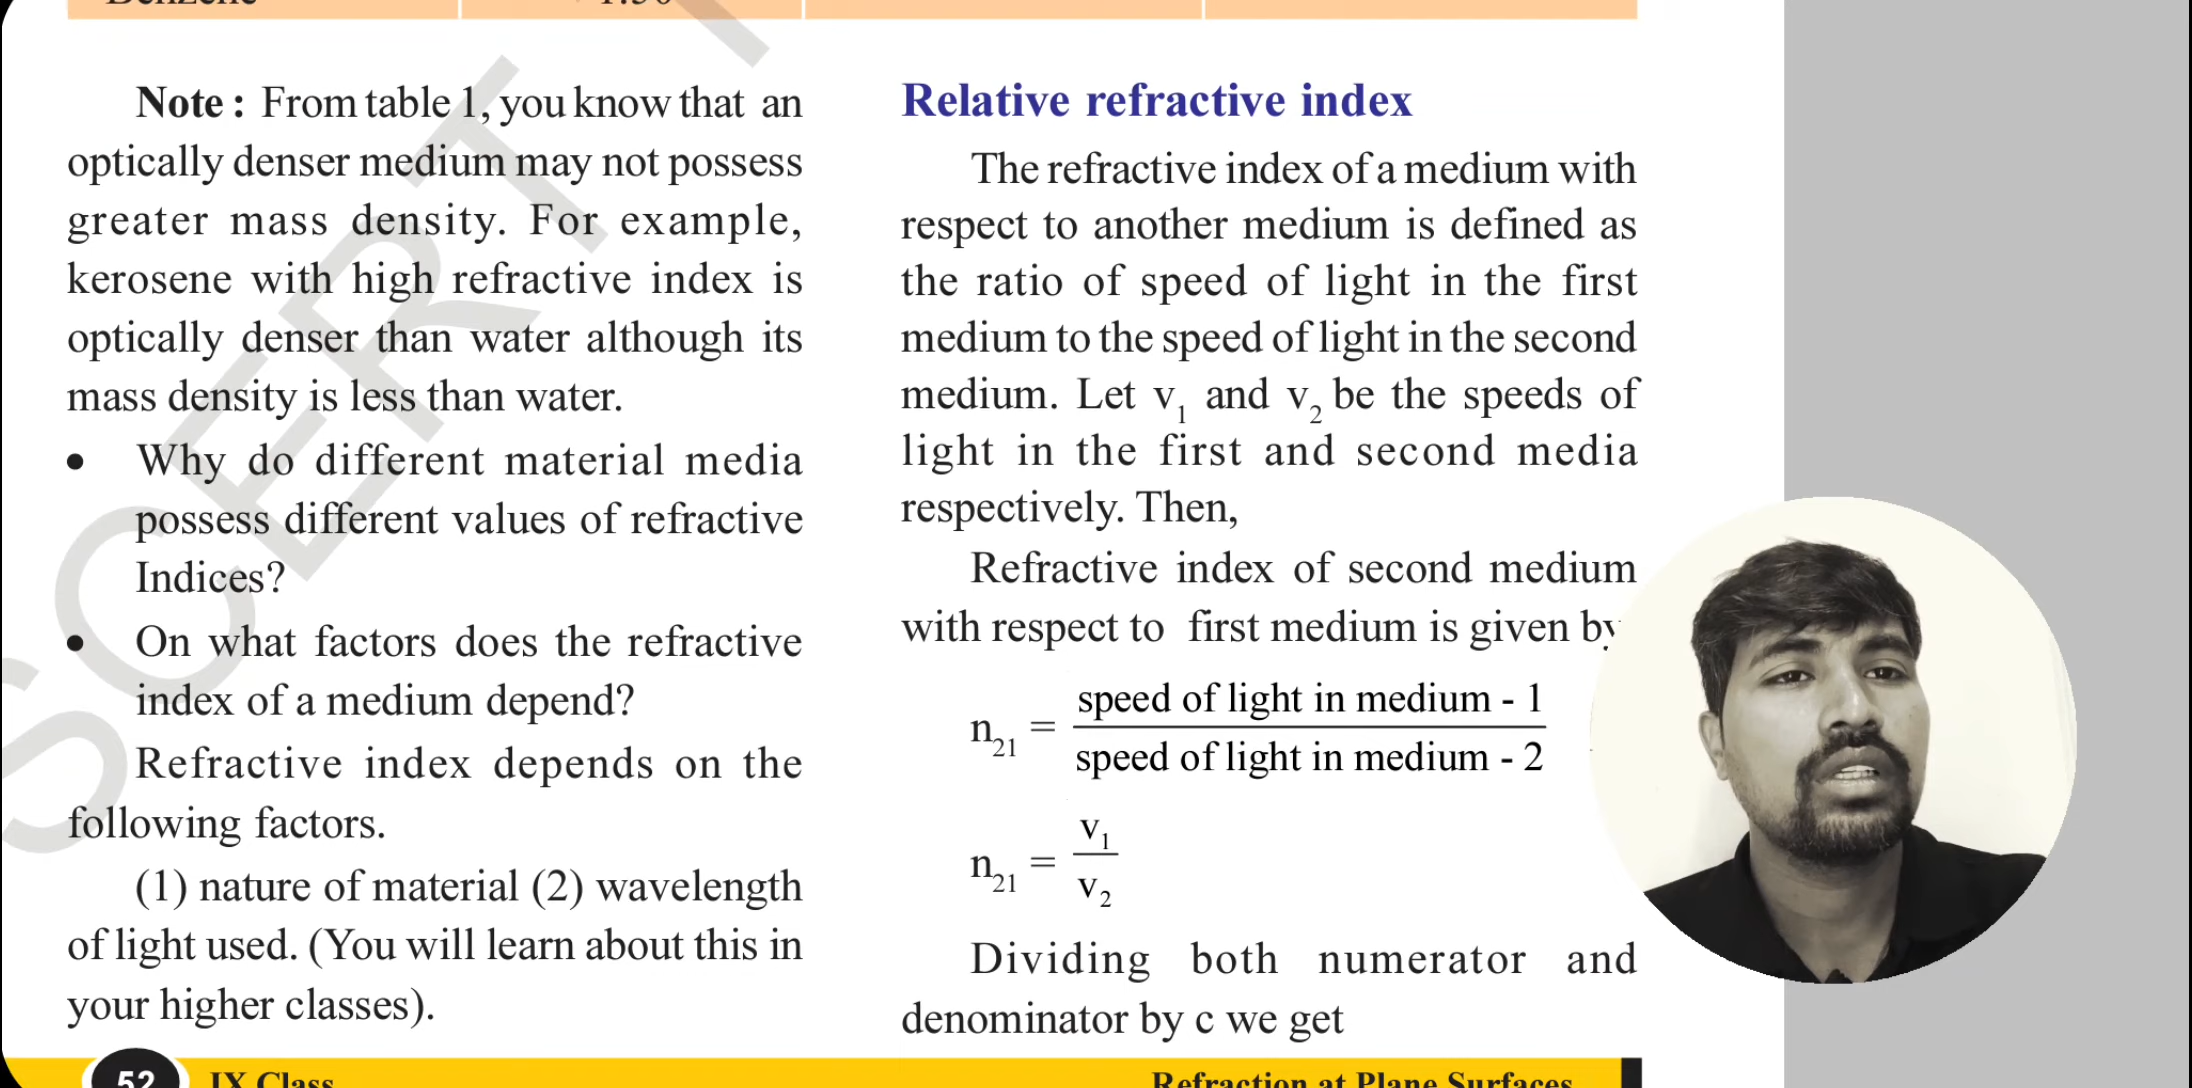 Benzene 1.50
Note : From table 1, you know that an
optically denser medium may not possess
greater mass density. For example,
kerosene with high refractive index is
optically denser than water although its
mass density is less than water.
• Why do different material media
possess different values of refractive
Indices?
• On what factors does the refractive
index of a medium depend?
Refractive index depends on the
following factors.
(1) nature of material (2) wavelength
of light used. (You will learn about this in
your higher classes).
Relative refractive index
The refractive index of a medium with
respect to another medium is defined as
the ratio of speed of light in the first
medium to the speed of light in the second
medium. Let v₁ and v₂ be the speeds of
light in the first and second media
respectively. Then,
Refractive index of second medium
with respect to first medium is given by
n₂₁ = speed of light in medium - 1 / speed of light in medium - 2
n₂₁ = v₁ / v₂
Dividing both numerator and
denominator by c we get
52 IX Class Refraction at Plane Surfaces
SCERT